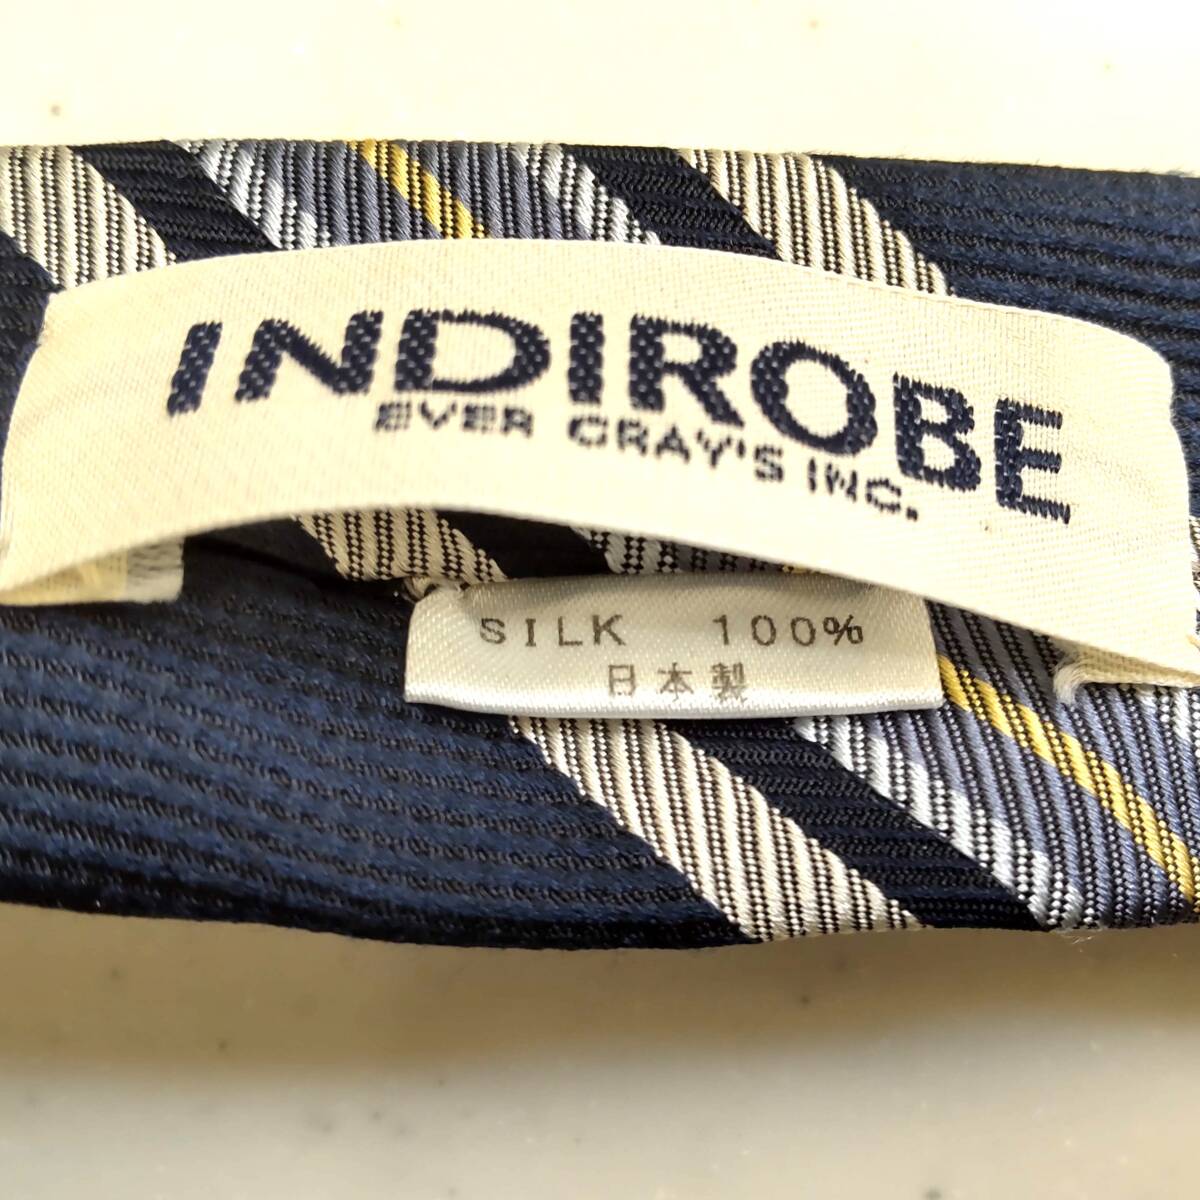 INDIROBE
EVER GRAY'S INC.
SILK 100%
日本製